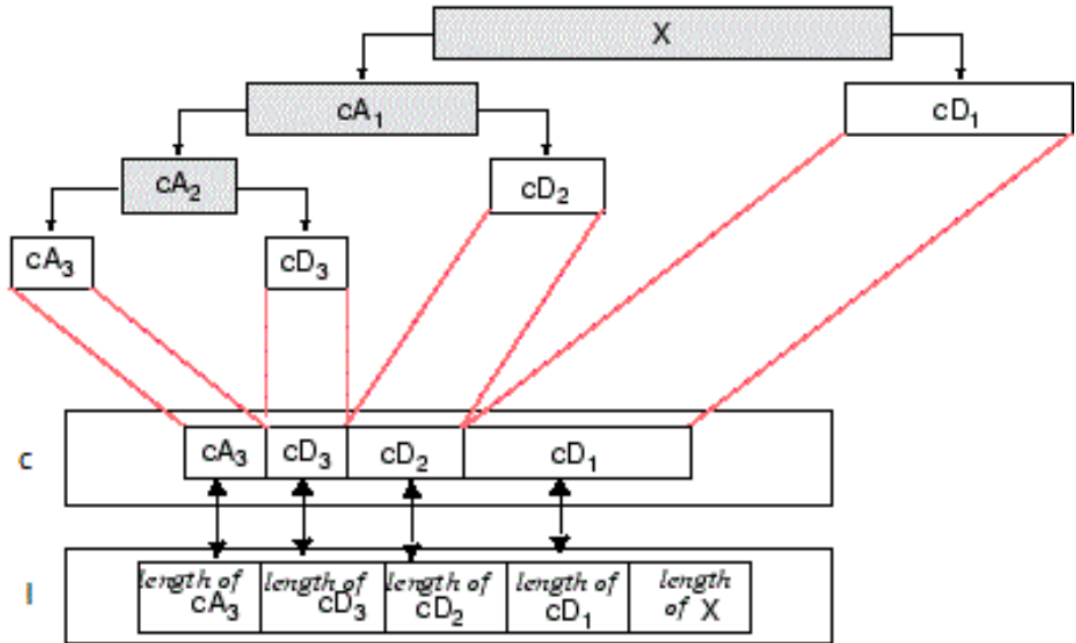 X
cA₁
cD₁
cA₂
cD₂
cA₃
cD₃
C
cA₃ cD₃ cD₂ cD₁
l
length of length of length of length of length
cA₃ cD₃ cD₂ cD₁ of X